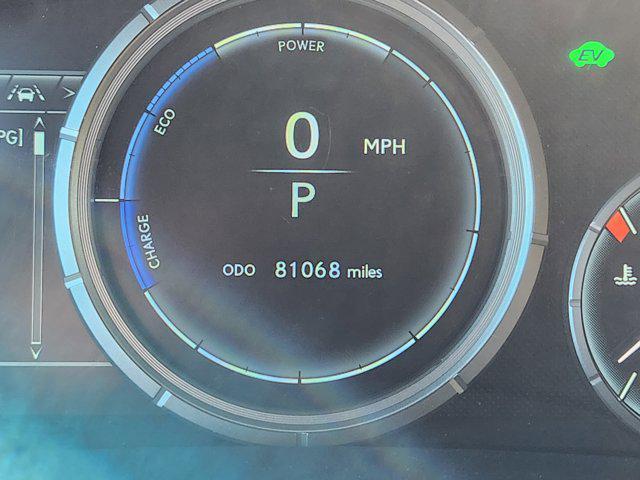 POWER
EV
ECO
0 MPH
PG]
P
CHARGE
ODO 81068 miles